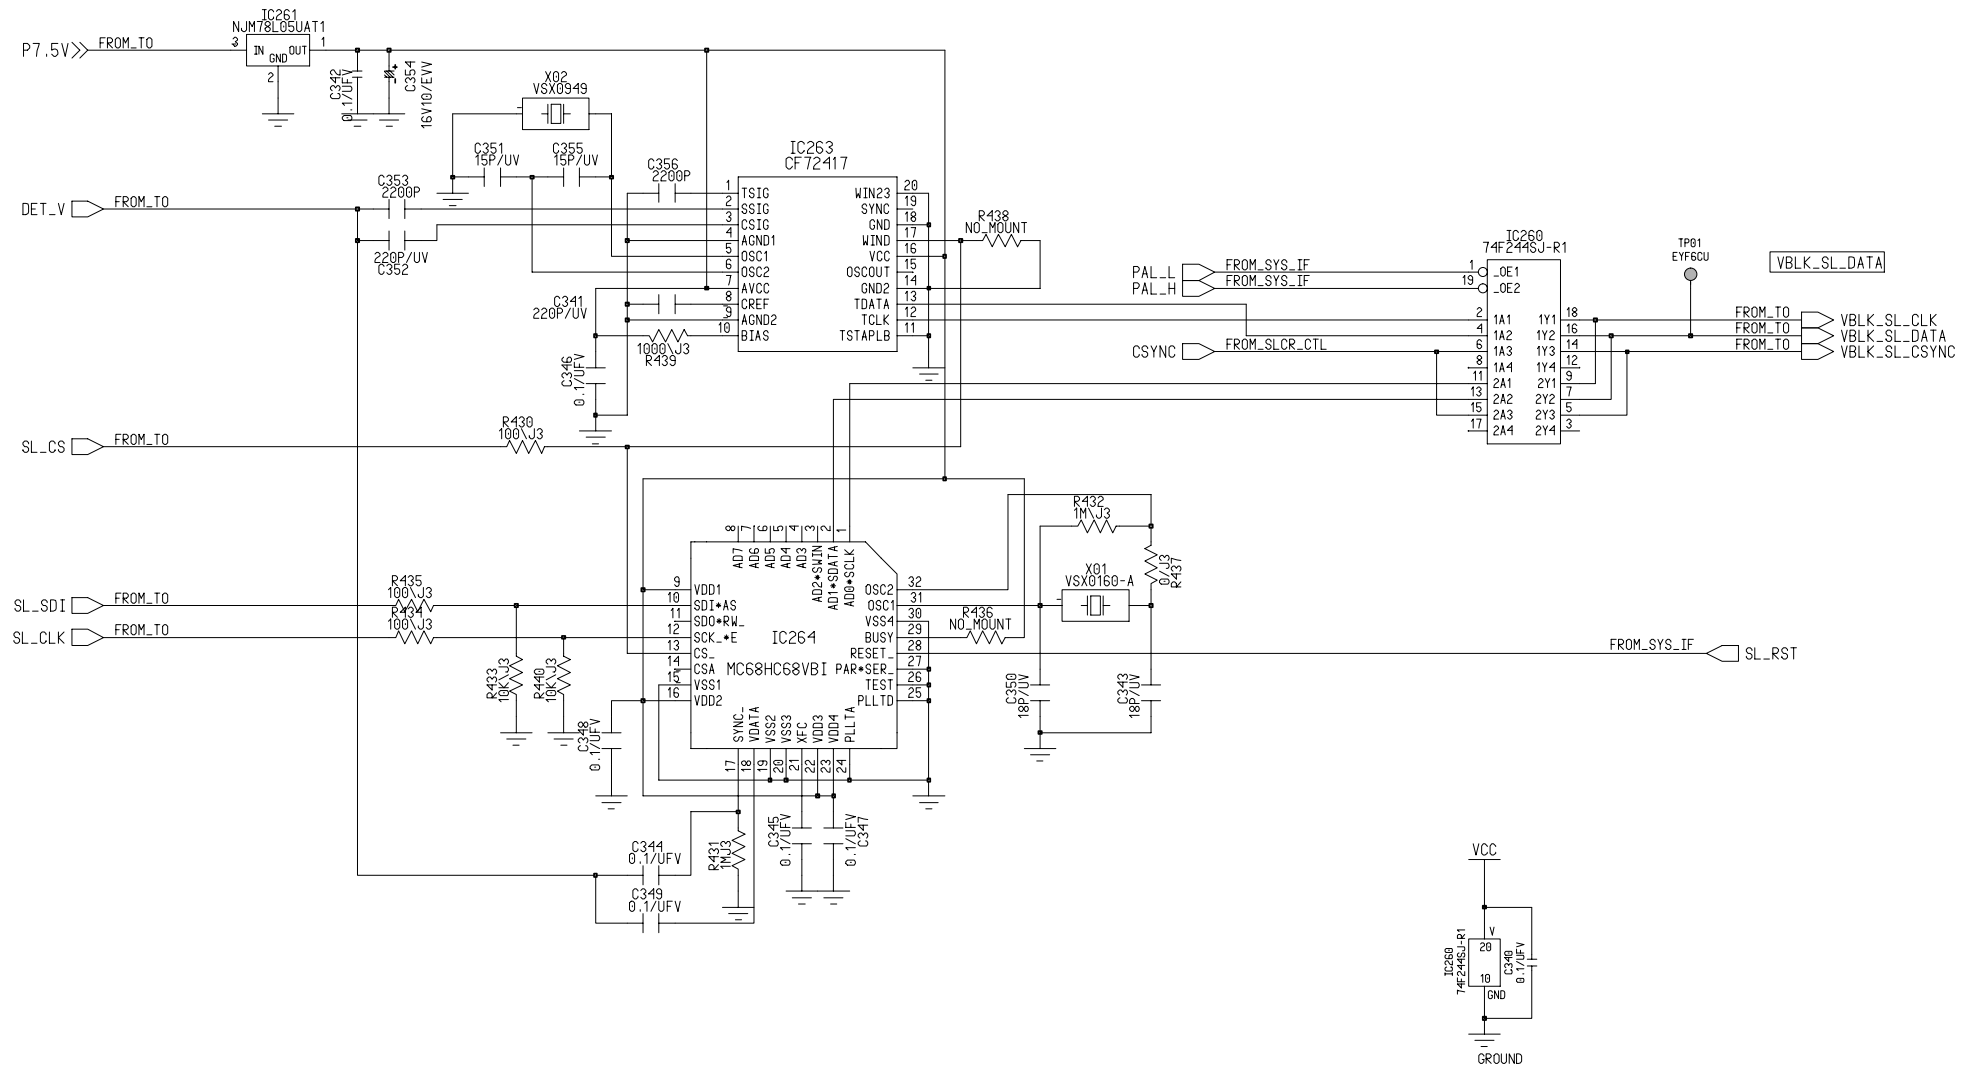 IC261
NJM78L05UAT1
P7.5V FROM_TO 3 IN OUT 1
GND
2
C342
0.1/UFV
C354
16V10/EVV
+
X02
VSX0949
C351
15P/UV
C355
15P/UV
C356
2200P
IC263
CF72417
1 TSIG WIN23 20
2 SSIG SYNC 19
3 CSIG GND 18
4 AGND1 WIND 17
5 OSC1 VCC 16
6 OSC2 OSCOUT 15
7 AVCC GND2 14
8 CREF TDATA 13
9 AGND2 TCLK 12
10 BIAS TSTAPLB 11
DET_V FROM_TO
C353
2200P
220P/UV
C352
C341
220P/UV
1000\J3
R439
C346
0.1/UFV
R438
NO_MOUNT
PAL_L FROM_SYS_IF
PAL_H FROM_SYS_IF
CSYNC FROM_SLCR_CTL
IC260
74F244SJ-R1
1 _OE1
19 _OE2
2 1A1 1Y1 18
4 1A2 1Y2 16
6 1A3 1Y3 14
8 1A4 1Y4 12
11 2A1 2Y1 9
13 2A2 2Y2 7
15 2A3 2Y3 5
17 2A4 2Y4 3
TP01
EYF6CU
VBLK_SL_DATA
FROM_TO VBLK_SL_CLK
FROM_TO VBLK_SL_DATA
FROM_TO VBLK_SL_CSYNC
SL_CS FROM_TO
R430
100\J3
8 7 6 5 4 3 2 1
AD7 AD6 AD5 AD4 AD3 AD2*SWIN AD1*SDATA AD0*SCLK
9 VDD1 OSC2 32
10 SDI*AS OSC1 31
11 SDO*RW_ VSS4 30
12 SCK_*E BUSY 29
13 CS_ RESET_ 28
14 CSA PAR*SER_ 27
15 VSS1 TEST 26
16 VDD2 PLLTD 25
IC264
MC68HC68VBI
SYNC_ VDATA VSS2 VSS3 XFC VDD3 VDD4 PLLTA
17 18 19 20 21 22 23 24
SL_SDI FROM_TO
R435
100\J3
SL_CLK FROM_TO
R434
100\J3
R433
10K\J3
R440
10K\J3
C348
0.1/UFV
R432
1M\J3
0/J3
R437
X01
VSX0160-A
R436
NO_MOUNT
FROM_SYS_IF SL_RST
C350
18P/UV
C343
18P/UV
C345
0.1/UFV
0.1/UFV
C347
R431
1MJ3
C344
0.1/UFV
C349
0.1/UFV
VCC
IC260
74F244SJ-R1
V
20
10
GND
C340
0.1/UFV
GROUND